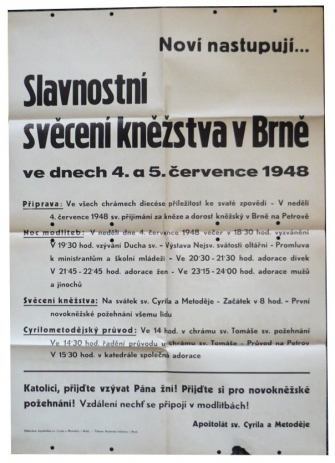 Noví nastupují...
Slavnostní
svěcení kněžstva v Brně
ve dnech 4. a 5. července 1948
Příprava: Ve všech chrámech diecése příležitost ke svaté zpovědi - V neděli
4. července 1948 sv. přijímání za kněze a dorost kněžský v Brně na Petrově
Noc modliteb: V neděli dne 4. července 1948 večer v 18:30 hod. vyzvánění
V 19:30 hod. vzývání Ducha sv. - Výstava Nejsv. svátosti oltářní - Promluva
k ministrantům a školní mládeži - Ve 20:30 - 21:30 hod. adorace dívek
V 21:45 - 22:45 hod. adorace žen - Ve 23:15 - 24:00 hod. adorace mužů
a jinochů
Svěcení kněžstva: Na svátek sv. Cyrila a Metoděje - Začátek v 8 hod. - První
novokněžské požehnání všemu lidu
Cyrilometodějský průvod: Ve 14 hod. v chrámu sv. Tomáše sv. požehnání
Ve 14:30 hod. řadění průvodu u chrámu sv. Tomáše - Průvod na Petrov
V 15:30 hod. v katedrále společná adorace
Katolíci, přijďte vzývat Pána žní! Přijďte si pro novokněžské
požehnání! Vzdálení nechť se připojí v modlitbách!
Apoštolát sv. Cyrila a Metoděje